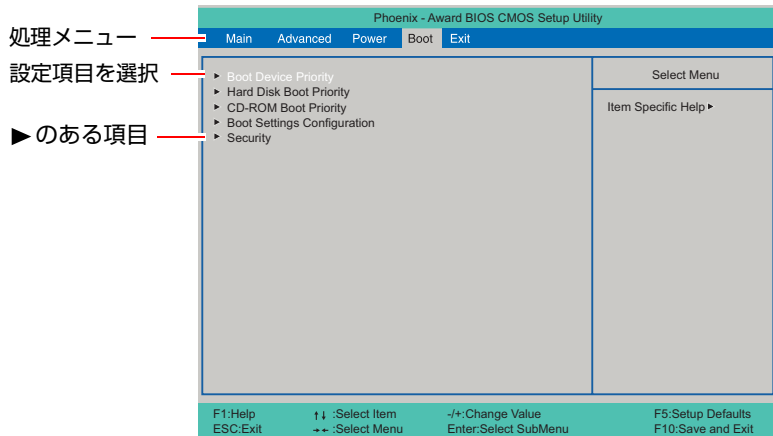 処理メニュー
設定項目を選択
▶のある項目
Phoenix - Award BIOS CMOS Setup Utility
Main Advanced Power Boot Exit
▶ Boot Device Priority
▶ Hard Disk Boot Priority
▶ CD-ROM Boot Priority
▶ Boot Settings Configuration
▶ Security
Select Menu
Item Specific Help▶
F1:Help ↑↓ :Select Item -/+:Change Value F5:Setup Defaults
ESC:Exit →← :Select Menu Enter:Select SubMenu F10:Save and Exit